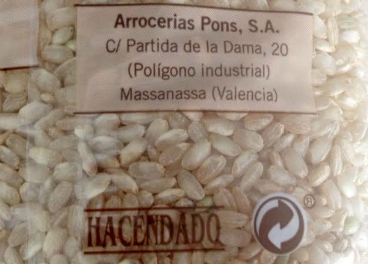 Arrocerias Pons, S.A.
C/ Partida de la Dama, 20
(Polígono industrial)
Massanassa (Valencia)
HACENDADO
®